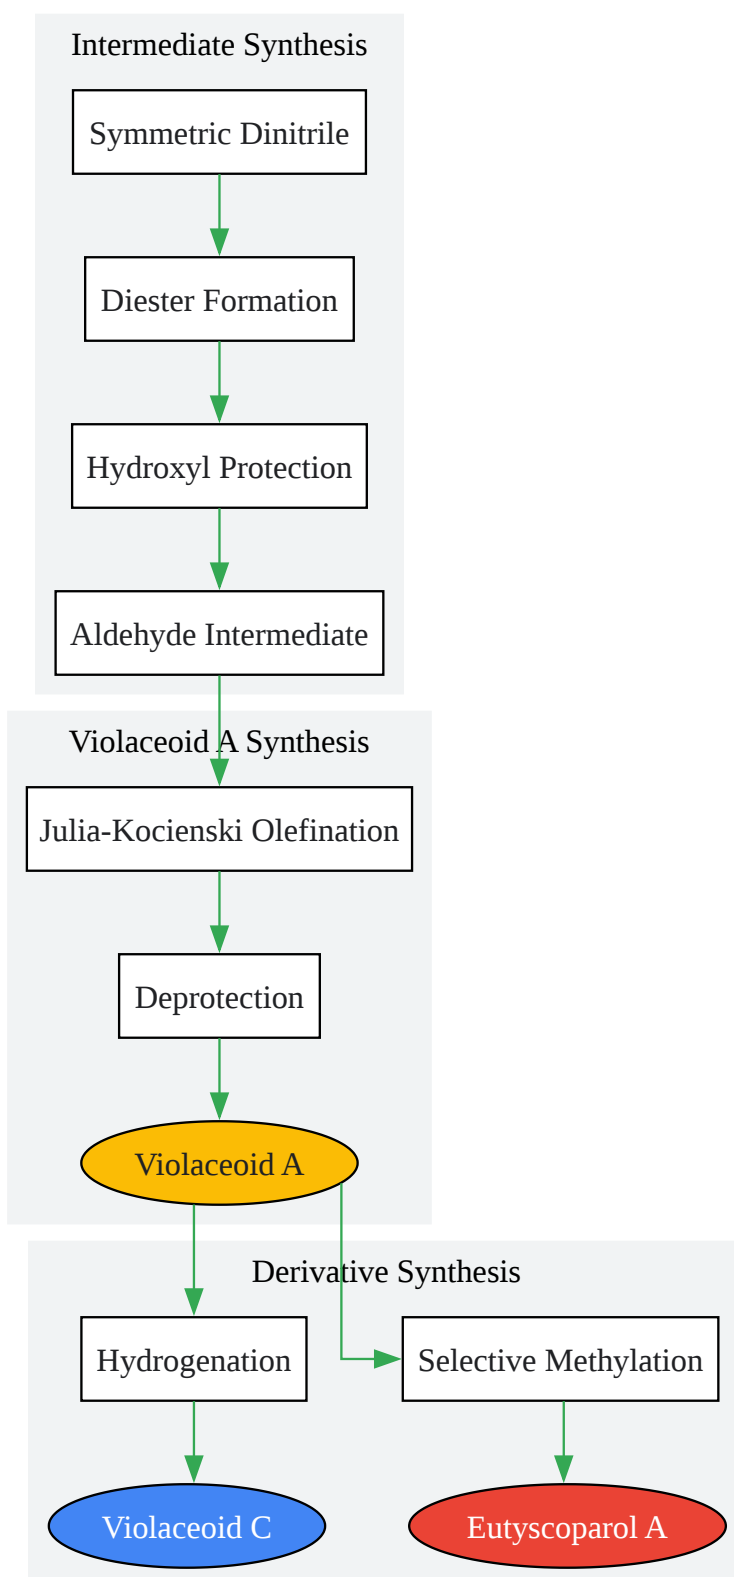 Intermediate Synthesis
Symmetric Dinitrile
Diester Formation
Hydroxyl Protection
Aldehyde Intermediate
Violaceoid A Synthesis
Julia-Kocienski Olefination
Deprotection
Violaceoid A
Derivative Synthesis
Hydrogenation
Selective Methylation
Violaceoid C
Eutyscoparol A